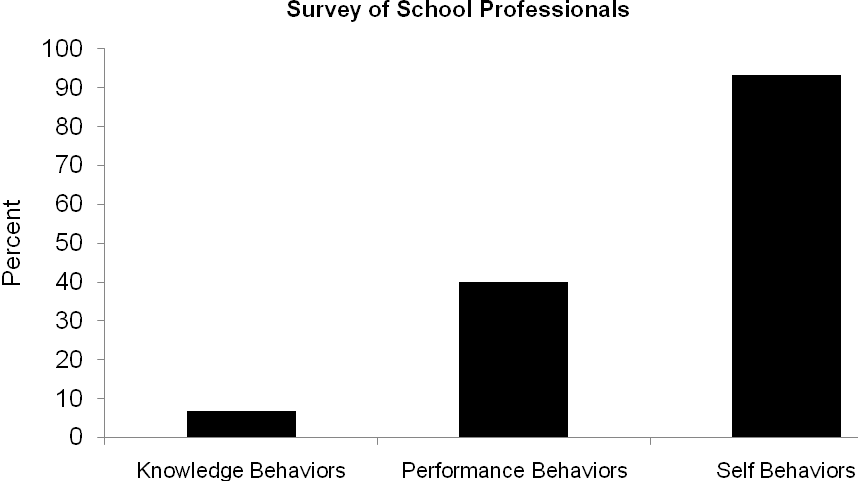 Survey of School Professionals
100
90
80
70
60
50
40
30
20
10
0
Percent
Knowledge Behaviors
Performance Behaviors
Self Behaviors